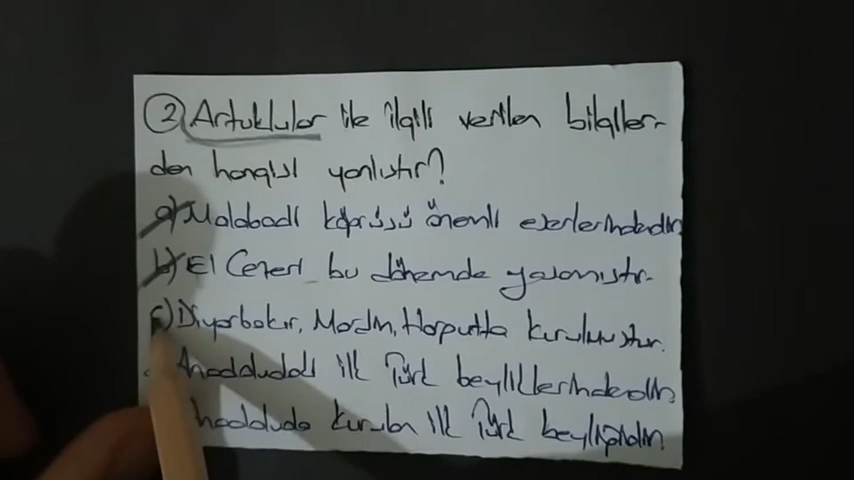 2 Artuklular ile ilgili verilen bilgiler-
den hangisi yanlıştır?
a) Malabadi köprüsü önemli eserlerindendir
b) El Cezeri bu dönemde yaşamıştır.
c) Diyarbakır, Mardin, Harputta kurulmuştur.
Anadoludaki ilk Türk beyliklerindendir
nadoluda kurulan ilk Türk beyliğidir.